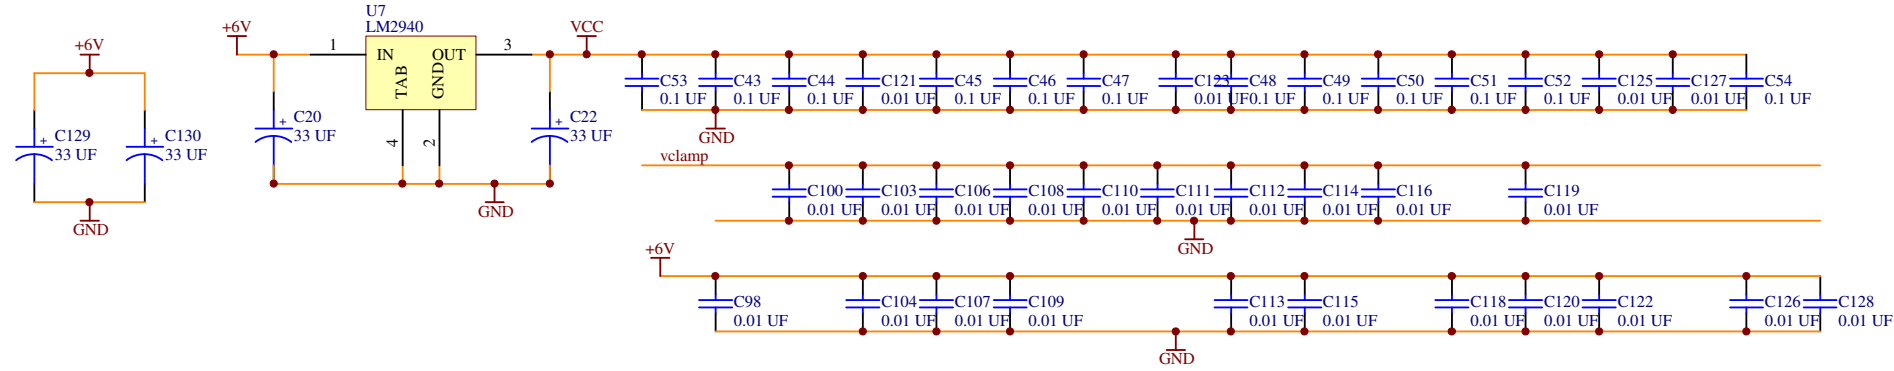 +6V
C129
33 UF
C130
33 UF
GND
+6V
U7
LM2940
1
IN
OUT
3
TAB
GND
4
2
C20
33 UF
C22
33 UF
GND
VCC
C53
0.1 UF
C43
0.1 UF
C44
0.1 UF
C121
0.01 UF
C45
0.1 UF
C46
0.1 UF
C47
0.1 UF
C123
0.01 UF
C48
0.1 UF
C49
0.1 UF
C50
0.1 UF
C51
0.1 UF
C52
0.1 UF
C125
0.01 UF
C127
0.01 UF
C54
0.1 UF
GND
vclamp
C100
0.01 UF
C103
0.01 UF
C106
0.01 UF
C108
0.01 UF
C110
0.01 UF
C111
0.01 UF
C112
0.01 UF
C114
0.01 UF
C116
0.01 UF
C119
0.01 UF
GND
+6V
C98
0.01 UF
C104
0.01 UF
C107
0.01 UF
C109
0.01 UF
C113
0.01 UF
C115
0.01 UF
C118
0.01 UF
C120
0.01 UF
C122
0.01 UF
C126
0.01 UF
C128
0.01 UF
GND